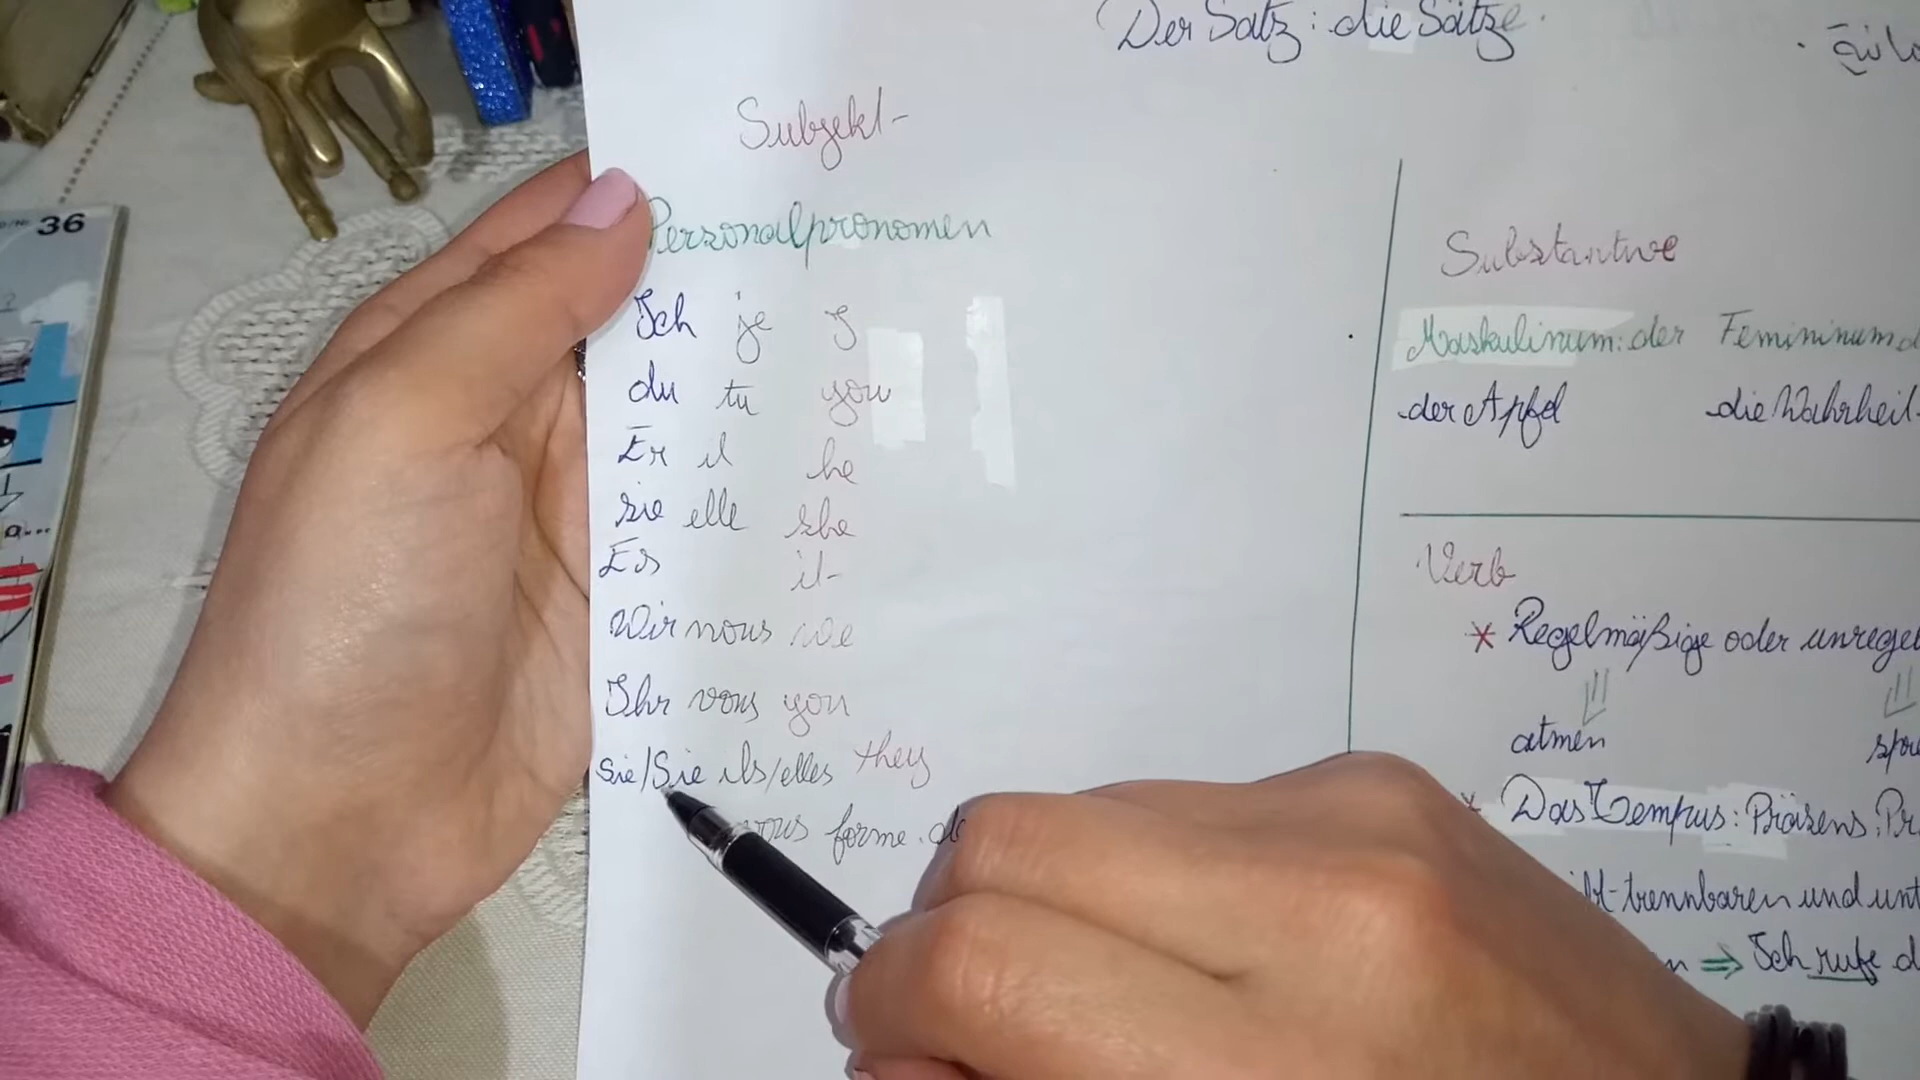 Der Satz : die Sätze.
Subjekt-
Personalpronomen
Ich je I
du tu you
Er il he
sie elle she
Es it
Wir nous we
Ihr vous you
sie/Sie ils/elles they
vous forme.
Substantive
Maskulinum: der Femininum
der Apfel die Wahrheit
Verb
* Regelmäßige oder
atmen
* Das Tempus: Präsens,
trennbaren und
⇒ Ich rufe
36